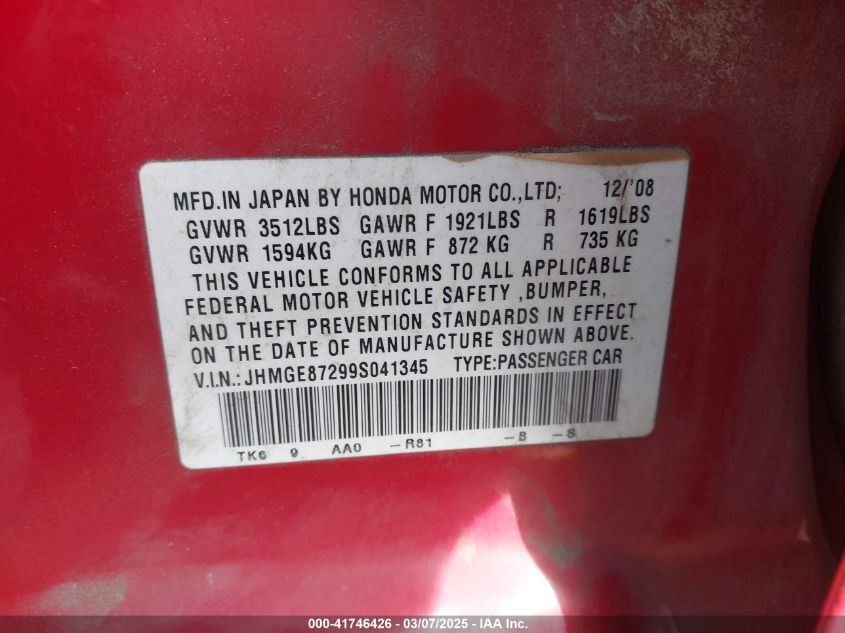 MFD.IN JAPAN BY HONDA MOTOR CO.,LTD; 12/'08
GVWR 3512LBS GAWR F 1921LBS R 1619LBS
GVWR 1594KG GAWR F 872 KG R 735 KG
THIS VEHICLE CONFORMS TO ALL APPLICABLE
FEDERAL MOTOR VEHICLE SAFETY ,BUMPER,
AND THEFT PREVENTION STANDARDS IN EFFECT
ON THE DATE OF MANUFACTURE SHOWN ABOVE.
V.I.N.: JHMGE87299S041345 TYPE:PASSENGER CAR
TK6 9 AA0 -R81 -B -S
000-41746426 - 03/07/2025 - IAA Inc.